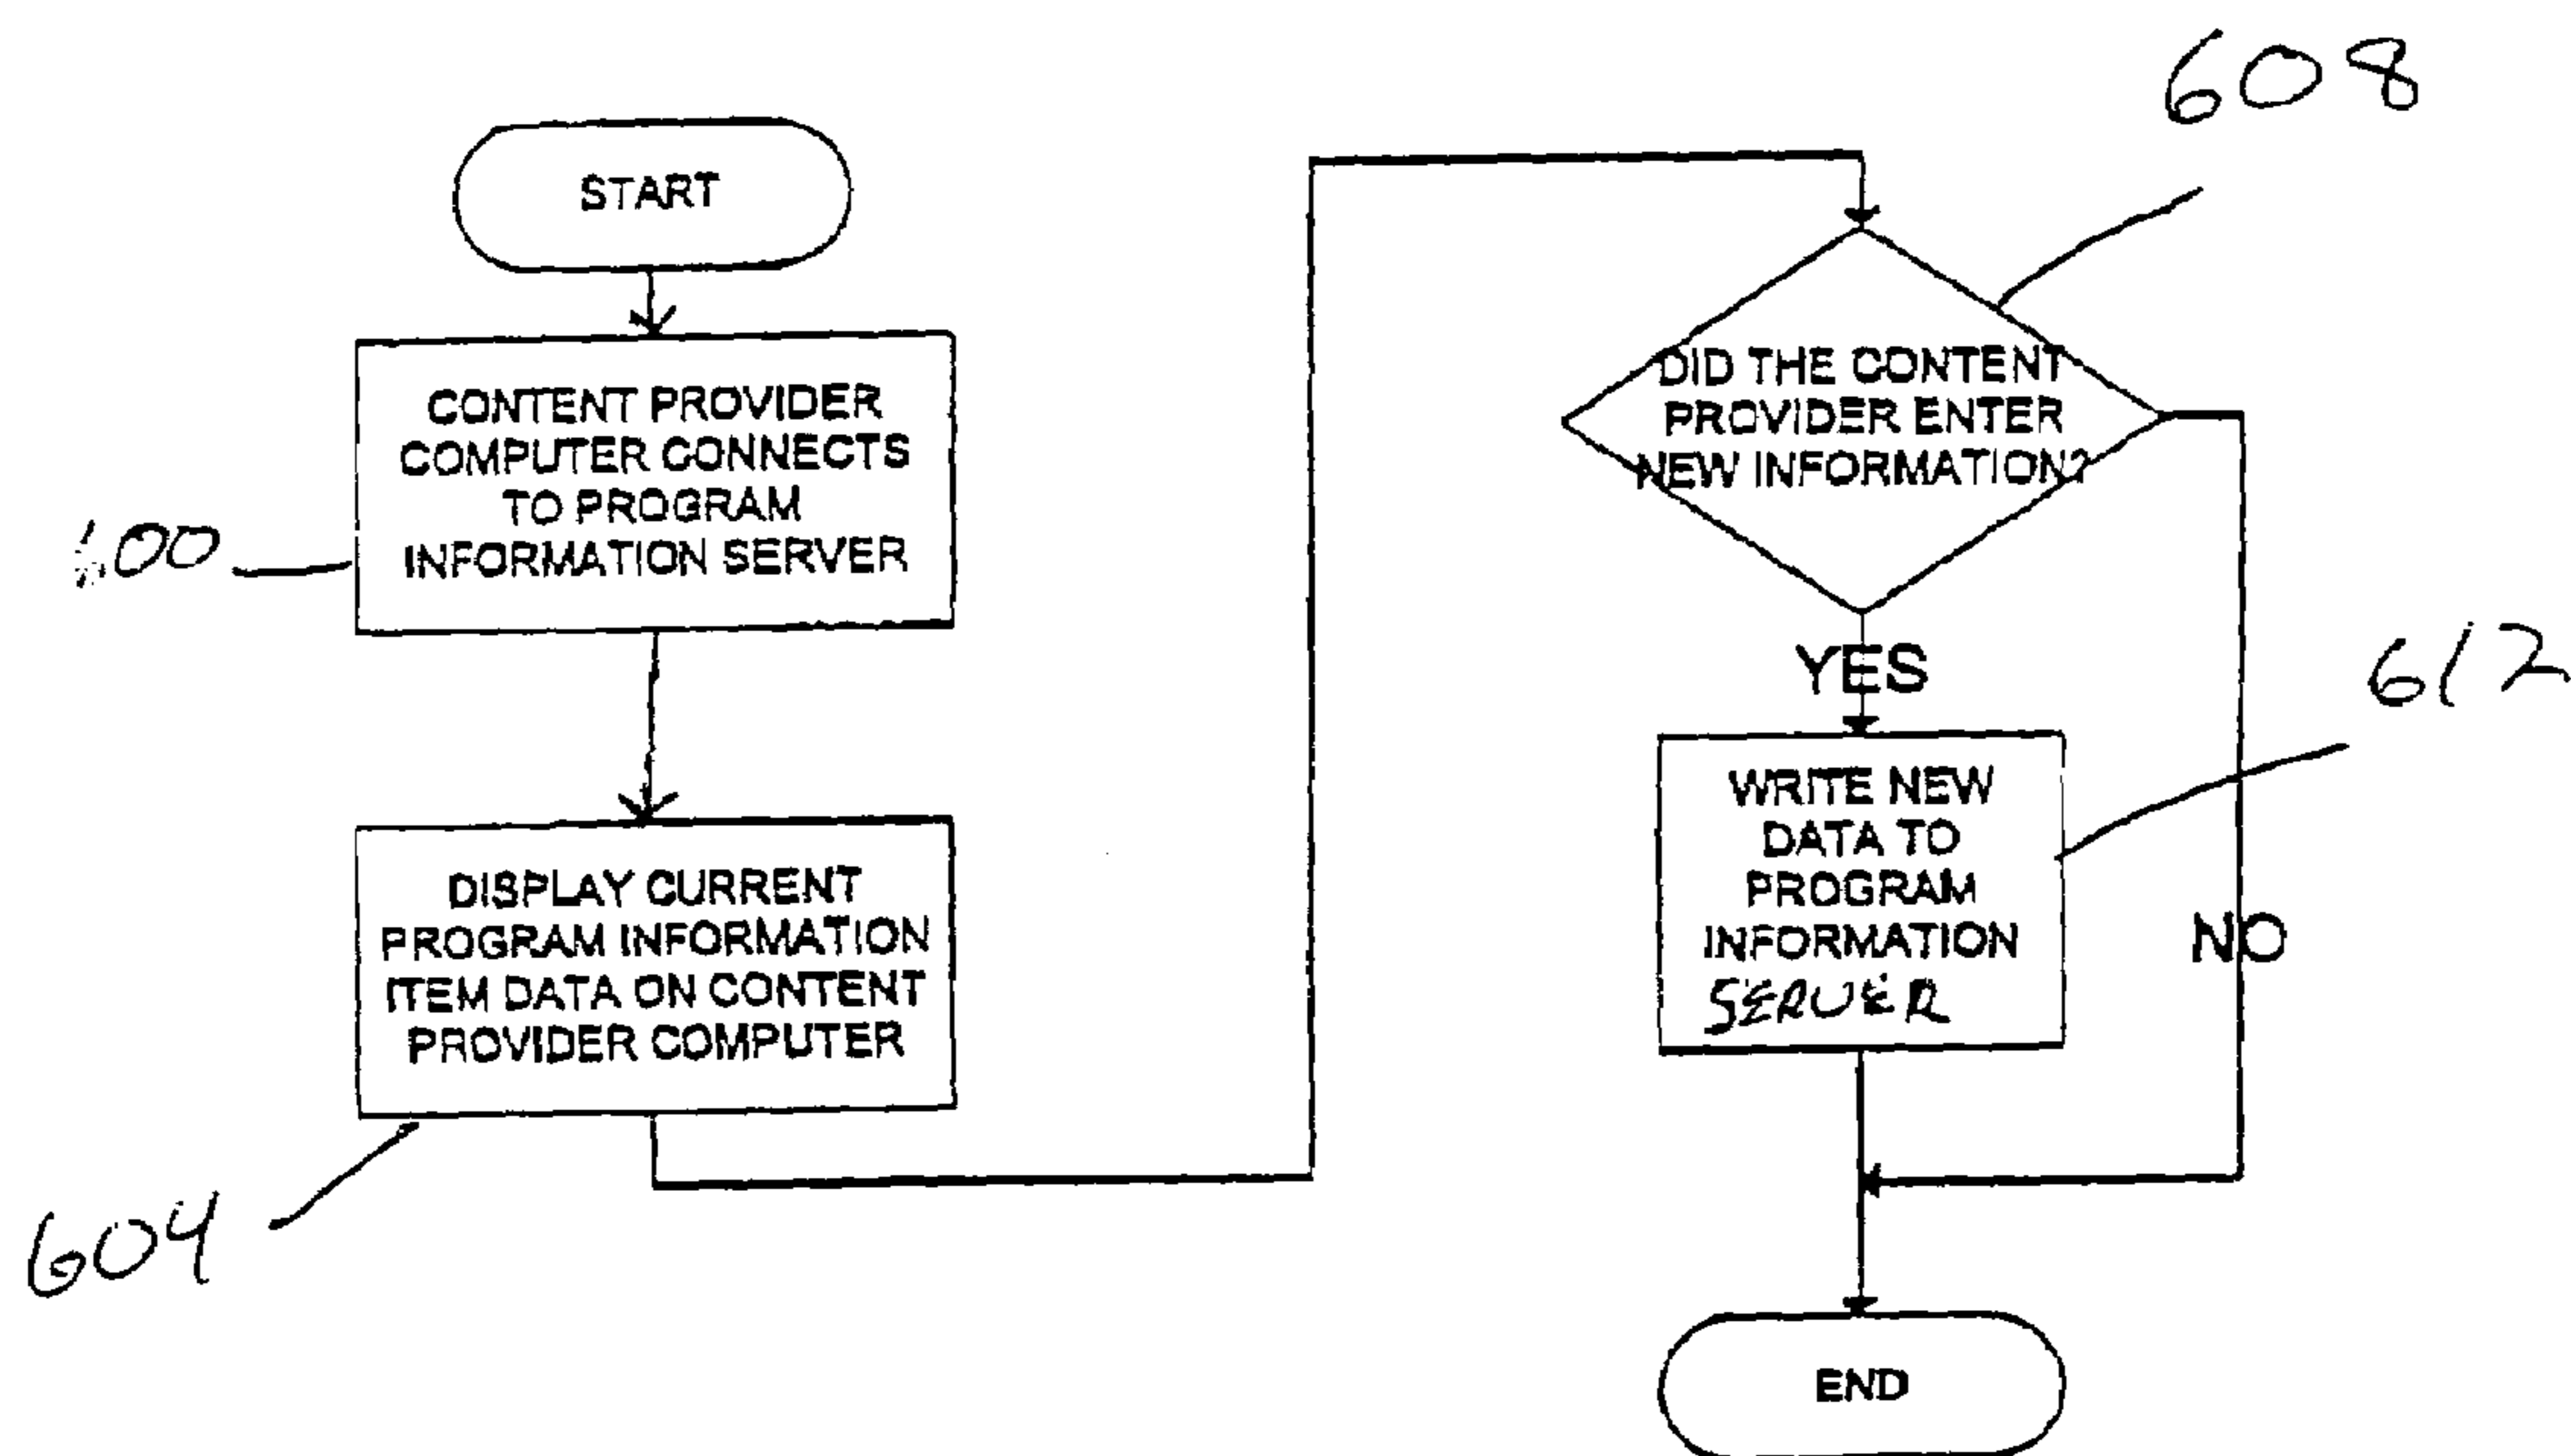 START
CONTENT PROVIDER
COMPUTER CONNECTS
TO PROGRAM
INFORMATION SERVER
DISPLAY CURRENT
PROGRAM INFORMATION
ITEM DATA ON CONTENT
PROVIDER COMPUTER
604
608
DID THE CONTENT
PROVIDER ENTER
NEW INFORMATION?
YES
612
WRITE NEW
DATA TO
PROGRAM
INFORMATION
SERVER
NO
END